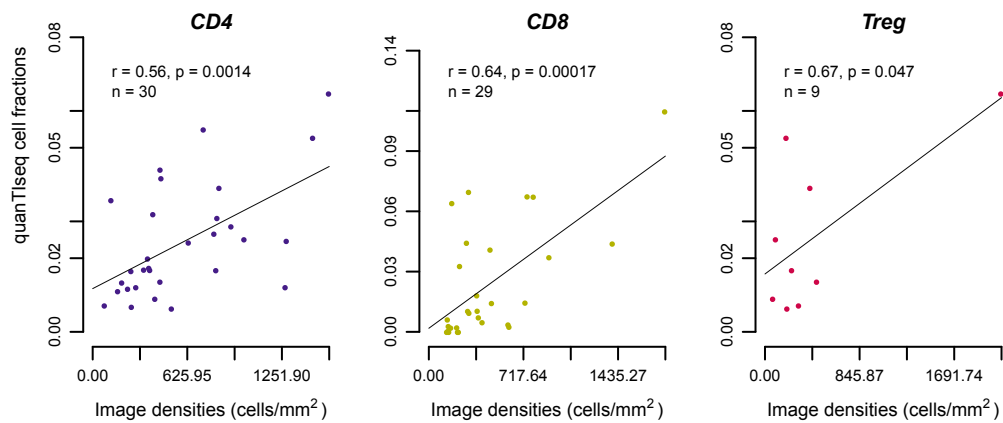 CD4
CD8
Treg
quanTIseq cell fractions
0.08
0.05
0.02
0.00
r = 0.56, p = 0.0014
n = 30
0.00
625.95
1251.90
Image densities (cells/mm²)
0.14
0.09
0.06
0.03
0.00
r = 0.64, p = 0.00017
n = 29
0.00
717.64
1435.27
Image densities (cells/mm²)
0.08
0.05
0.02
0.00
r = 0.67, p = 0.047
n = 9
0.00
845.87
1691.74
Image densities (cells/mm²)